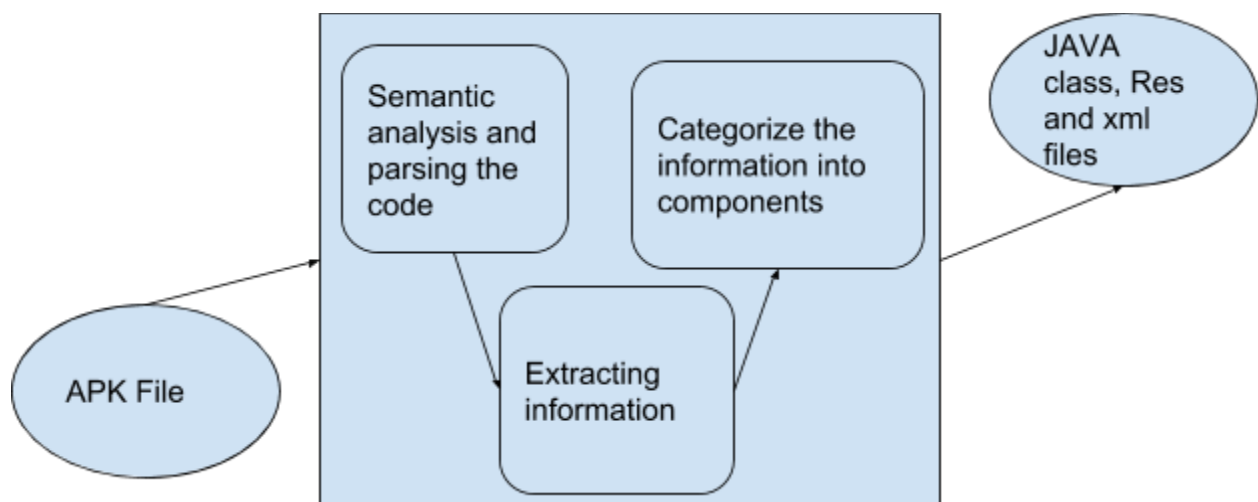 APK File
Semantic
analysis and
parsing the
code
Extracting
information
Categorize the
information into
components
JAVA
class, Res
and xml
files